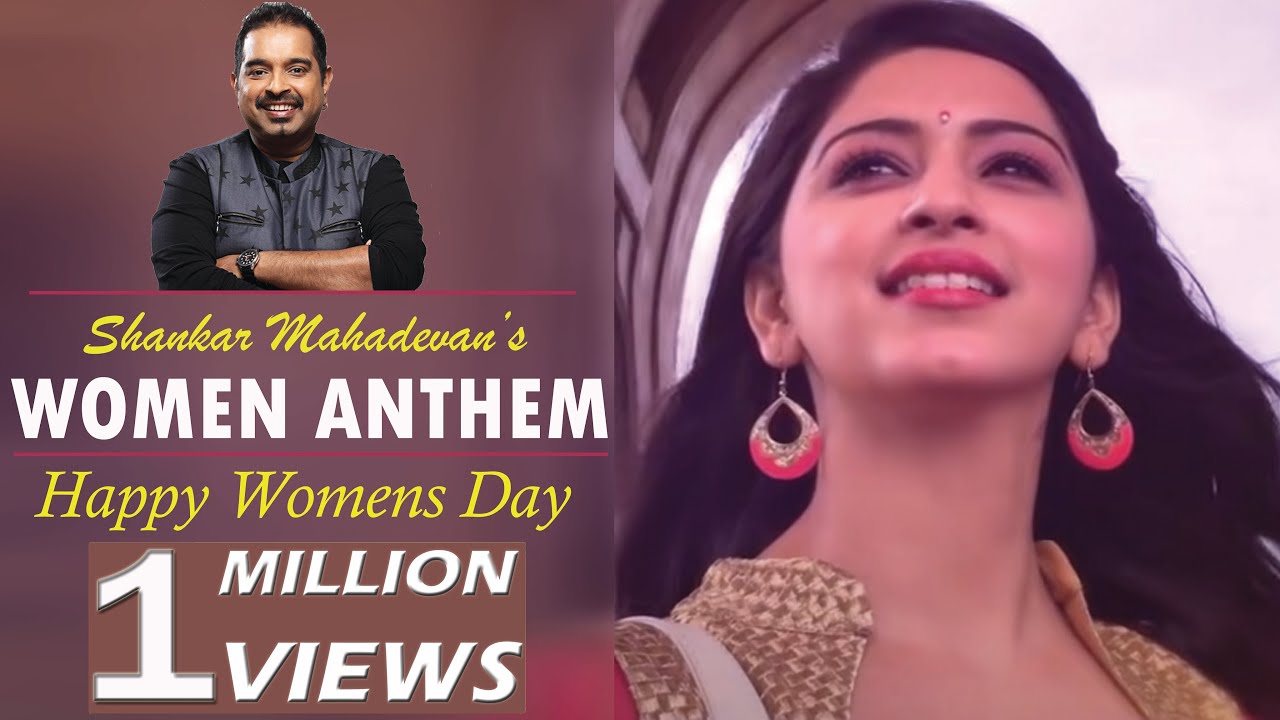 Shankar Mahadevan's
WOMEN ANTHEM
Happy Womens Day
1 MILLION
VIEWS